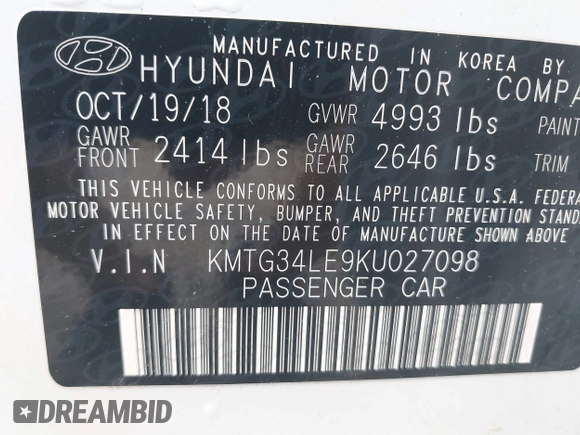 MANUFACTURED IN KOREA BY
HYUNDAI MOTOR COMPA
OCT/19/18 GVWR 4993 lbs PAINT
GAWR FRONT 2414 lbs GAWR REAR 2646 lbs TRIM
THIS VEHICLE CONFORMS TO ALL APPLICABLE U.S.A. FEDERA
MOTOR VEHICLE SAFETY, BUMPER, AND THEFT PREVENTION STAND
IN EFFECT ON THE DATE OF MANUFACTURE SHOWN ABOVE
V.I.N KMTG34LE9KU027098
PASSENGER CAR
DREAMBID